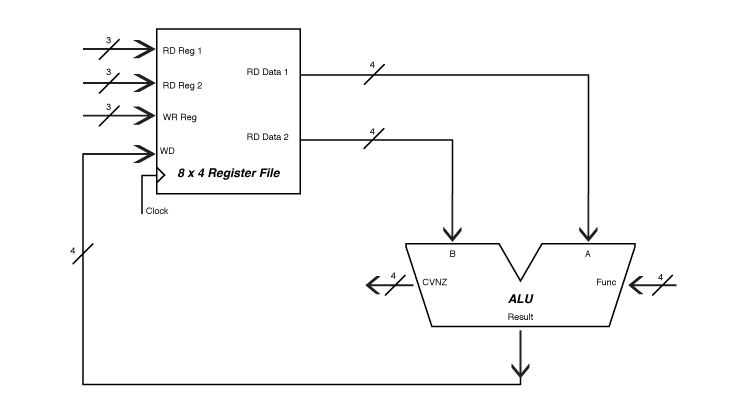 3
RD Reg 1
3
RD Reg 2
3
WR Reg
WD
RD Data 1
RD Data 2
8 x 4 Register File
Clock
4
4
4
B
A
4
CVNZ
Func
4
ALU
Result